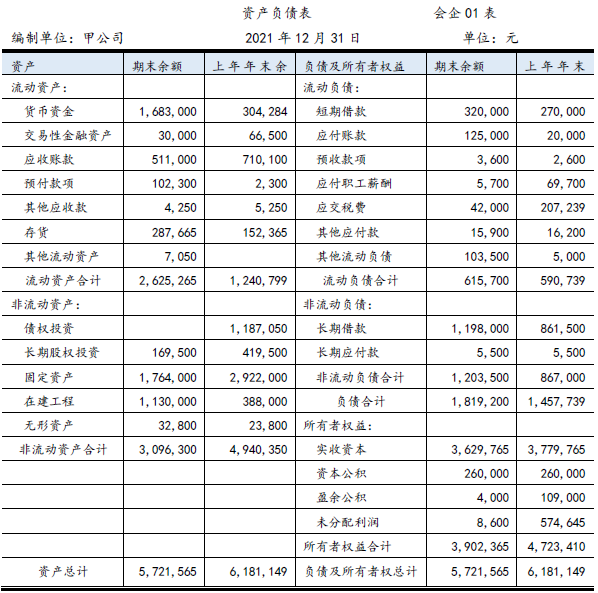 资产负债表 会企 01 表
编制单位：甲公司 2021 年 12 月 31 日 单位：元
资产 期末余额 上年年末余 负债及所有者权益 期末余额 上年年末
流动资产： 流动负债：
货币资金 1,683,000 304,284 短期借款 320,000 270,000
交易性金融资产 30,000 66,500 应付账款 125,000 20,000
应收账款 511,000 710,100 预收款项 3,600 2,600
预付款项 102,300 2,300 应付职工薪酬 5,700 69,700
其他应收款 4,250 5,250 应交税费 42,000 207,239
存货 287,665 152,365 其他应付款 15,900 16,200
其他流动资产 7,050 其他流动负债 103,500 5,000
流动资产合计 2,625,265 1,240,799 流动负债合计 615,700 590,739
非流动资产： 非流动负债：
债权投资 1,187,050 长期借款 1,198,000 861,500
长期股权投资 169,500 419,500 长期应付款 5,500 5,500
固定资产 1,764,000 2,922,000 非流动负债合计 1,203,500 867,000
在建工程 1,130,000 388,000 负债合计 1,819,200 1,457,739
无形资产 32,800 23,800 所有者权益：
非流动资产合计 3,096,300 4,940,350 实收资本 3,629,765 3,779,765
资本公积 260,000 260,000
盈余公积 4,000 109,000
未分配利润 8,600 574,645
所有者权益合计 3,902,365 4,723,410
资产总计 5,721,565 6,181,149 负债及所有者权总计 5,721,565 6,181,149